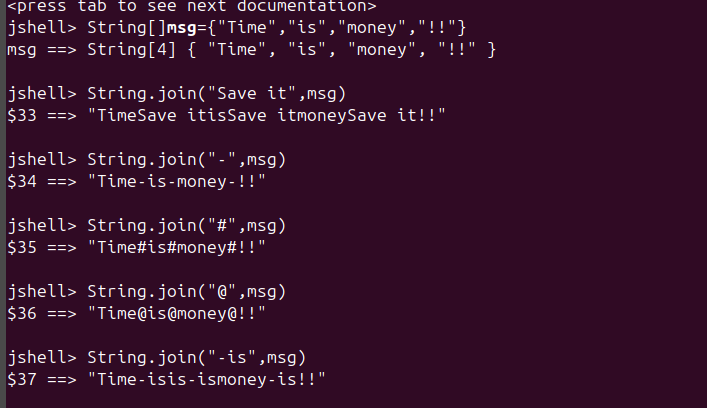 <press tab to see next documentation>
jshell> String[]msg={"Time","is","money","!!"}
msg ==> String[4] { "Time", "is", "money", "!!" }
jshell> String.join("Save it",msg)
$33 ==> "TimeSave itisSave itmoneySave it!!"
jshell> String.join("-",msg)
$34 ==> "Time-is-money-!!"
jshell> String.join("#",msg)
$35 ==> "Time#is#money#!!"
jshell> String.join("@",msg)
$36 ==> "Time@is@money@!!"
jshell> String.join("-is",msg)
$37 ==> "Time-isis-ismoney-is!!"